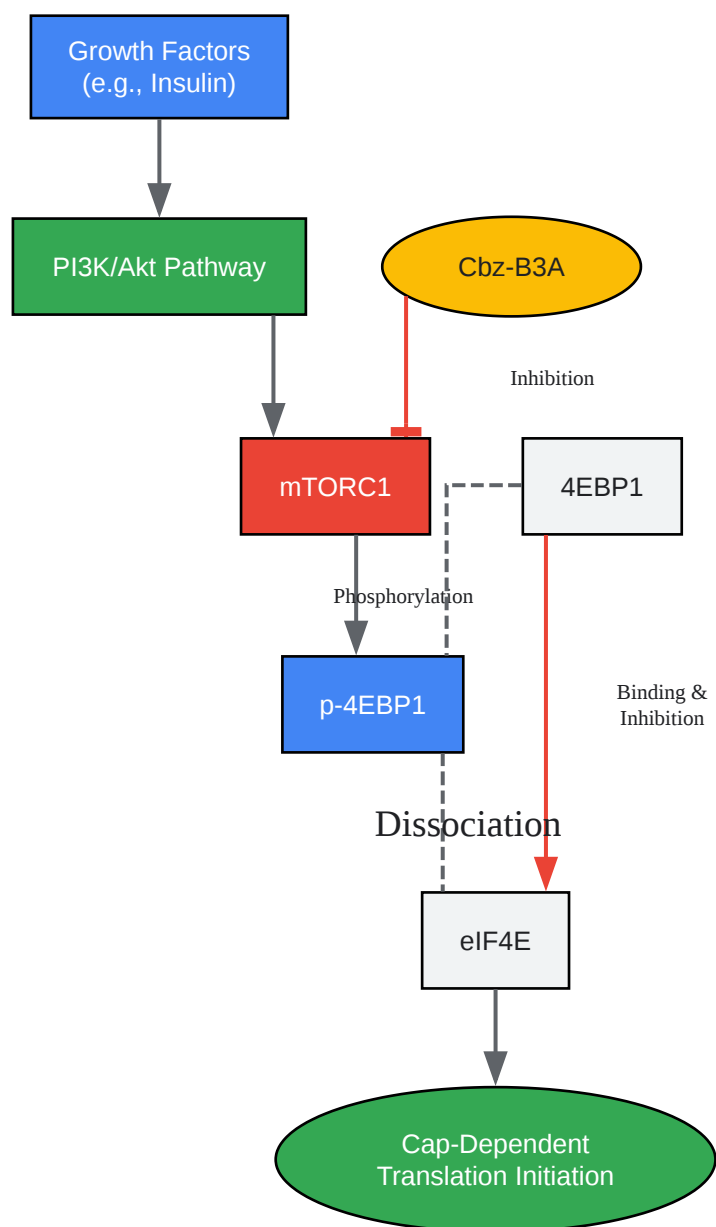 Growth Factors
(e.g., Insulin)
PI3K/Akt Pathway
Cbz-B3A
Inhibition
mTORC1
4EBP1
Phosphorylation
p-4EBP1
Binding &
Inhibition
Dissociation
eIF4E
Cap-Dependent
Translation Initiation